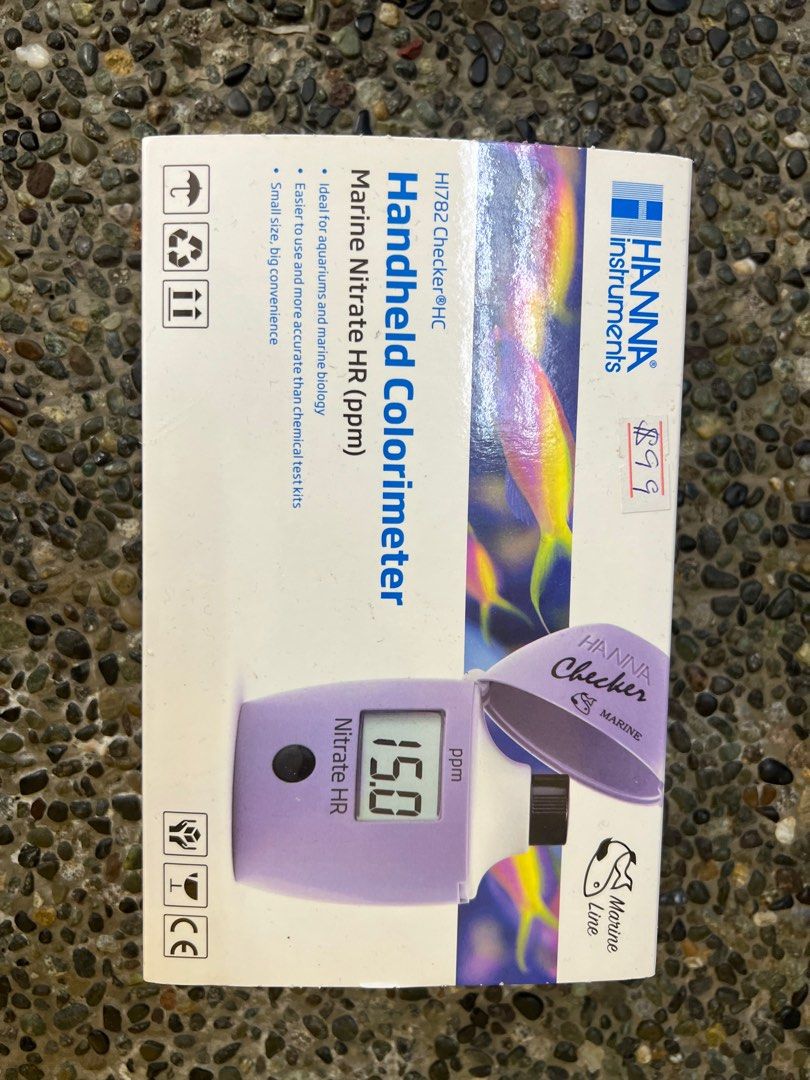 HANNA®
instruments
$99
HI782 Checker®HC
Handheld Colorimeter
Marine Nitrate HR (ppm)
• Ideal for aquariums and marine biology
• Easier to use and more accurate than chemical test kits
• Small size, big convenience
HANNA
Checker
MARINE
ppm
15.0
Nitrate HR
Marine
Line
CE